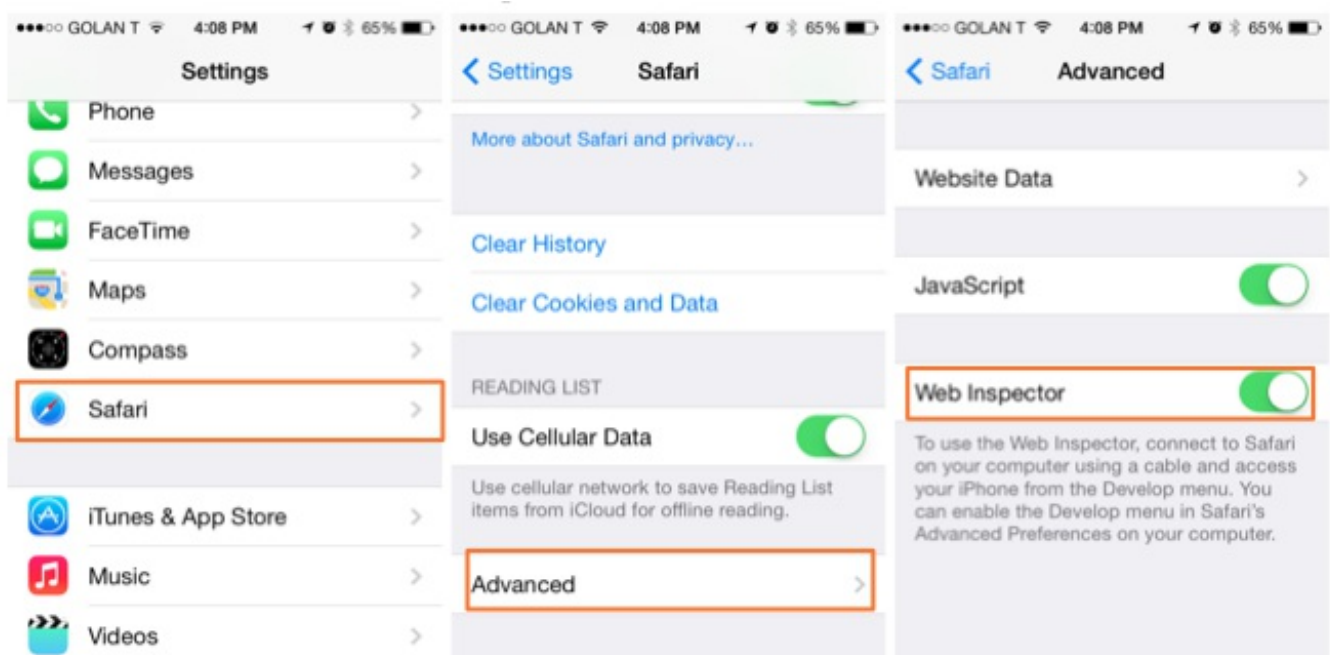 GOLAN T 4:08 PM 65%
Settings
Phone
Messages
FaceTime
Maps
Compass
Safari
iTunes & App Store
Music
Videos
GOLAN T 4:08 PM 65%
Settings Safari
More about Safari and privacy...
Clear History
Clear Cookies and Data
READING LIST
Use Cellular Data
Use cellular network to save Reading List
items from iCloud for offline reading.
Advanced
GOLAN T 4:08 PM 65%
Safari Advanced
Website Data
JavaScript
Web Inspector
To use the Web Inspector, connect to Safari
on your computer using a cable and access
your iPhone from the Develop menu. You
can enable the Develop menu in Safari's
Advanced Preferences on your computer.